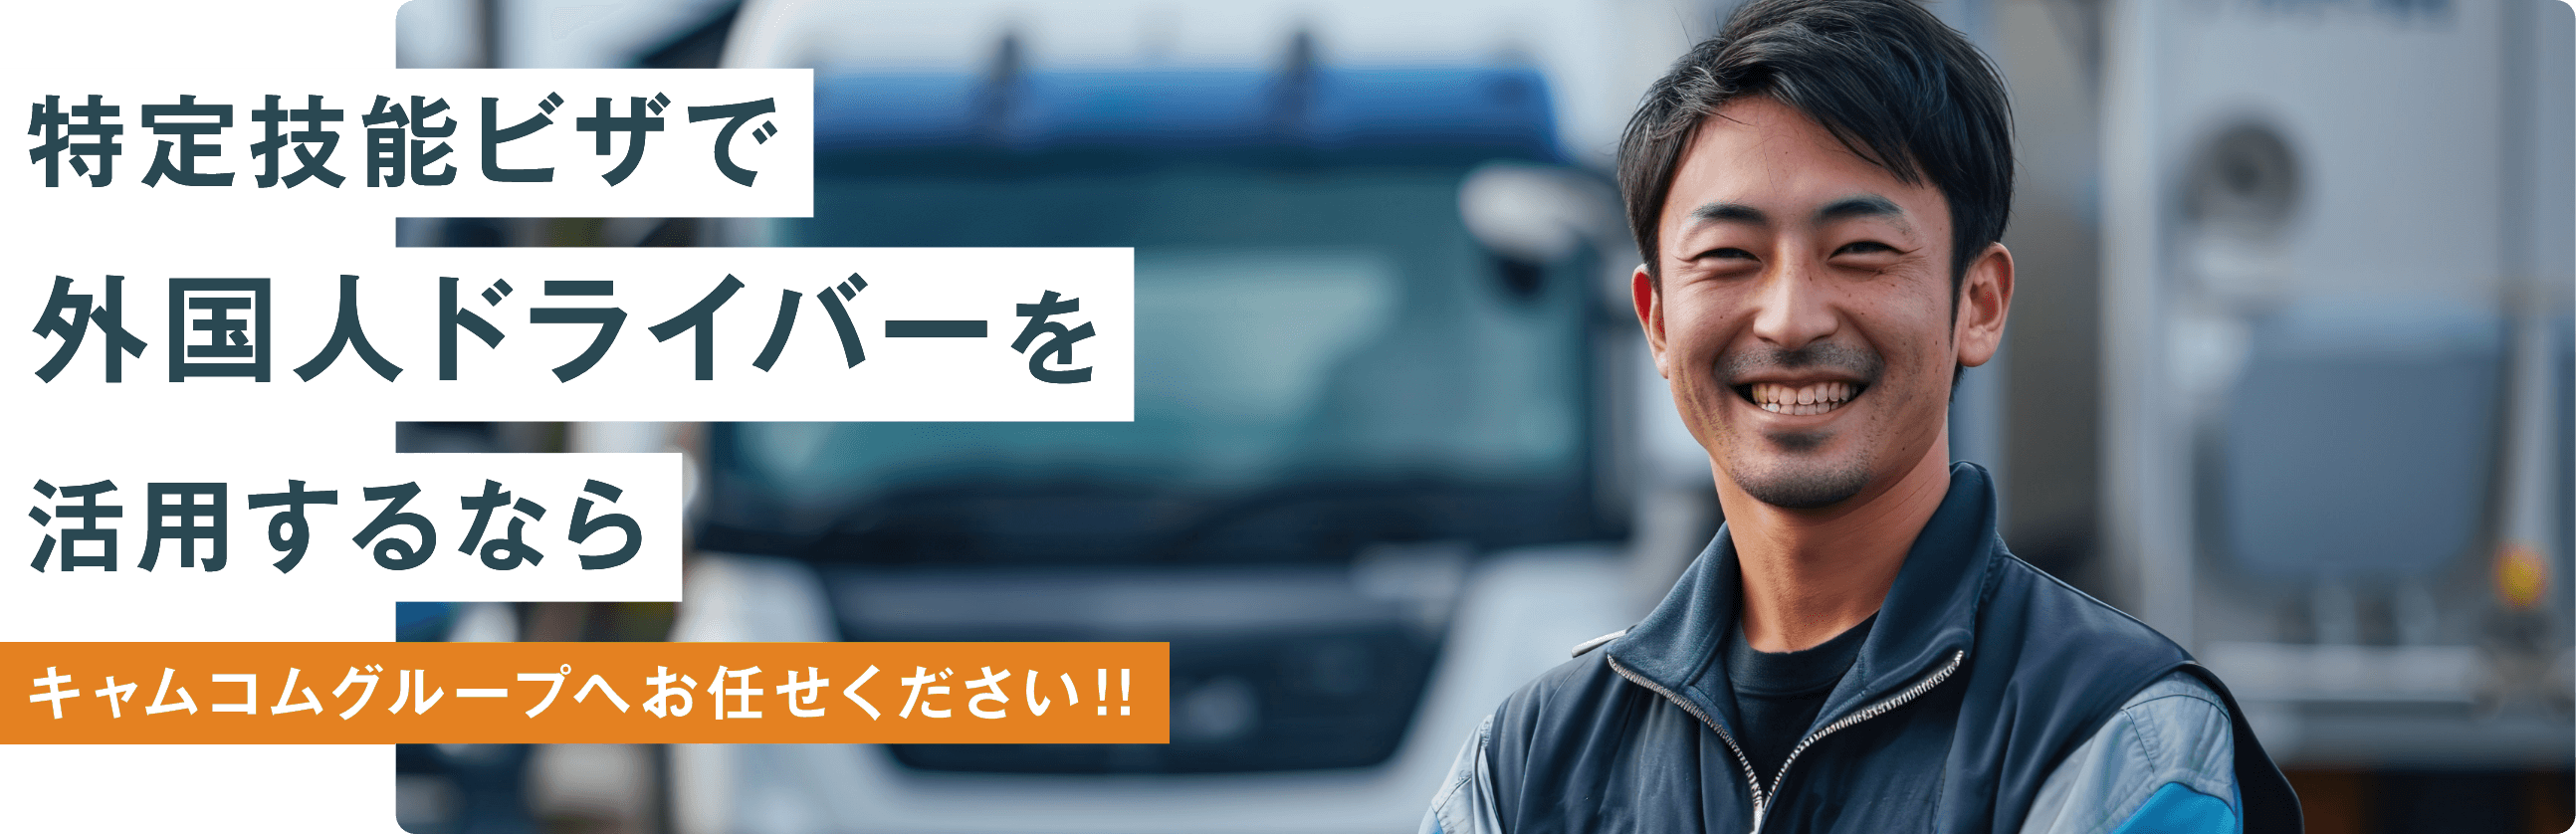 特定技能ビザで
外国人ドライバーを
活用するなら
キャムコムグループへお任せください!!